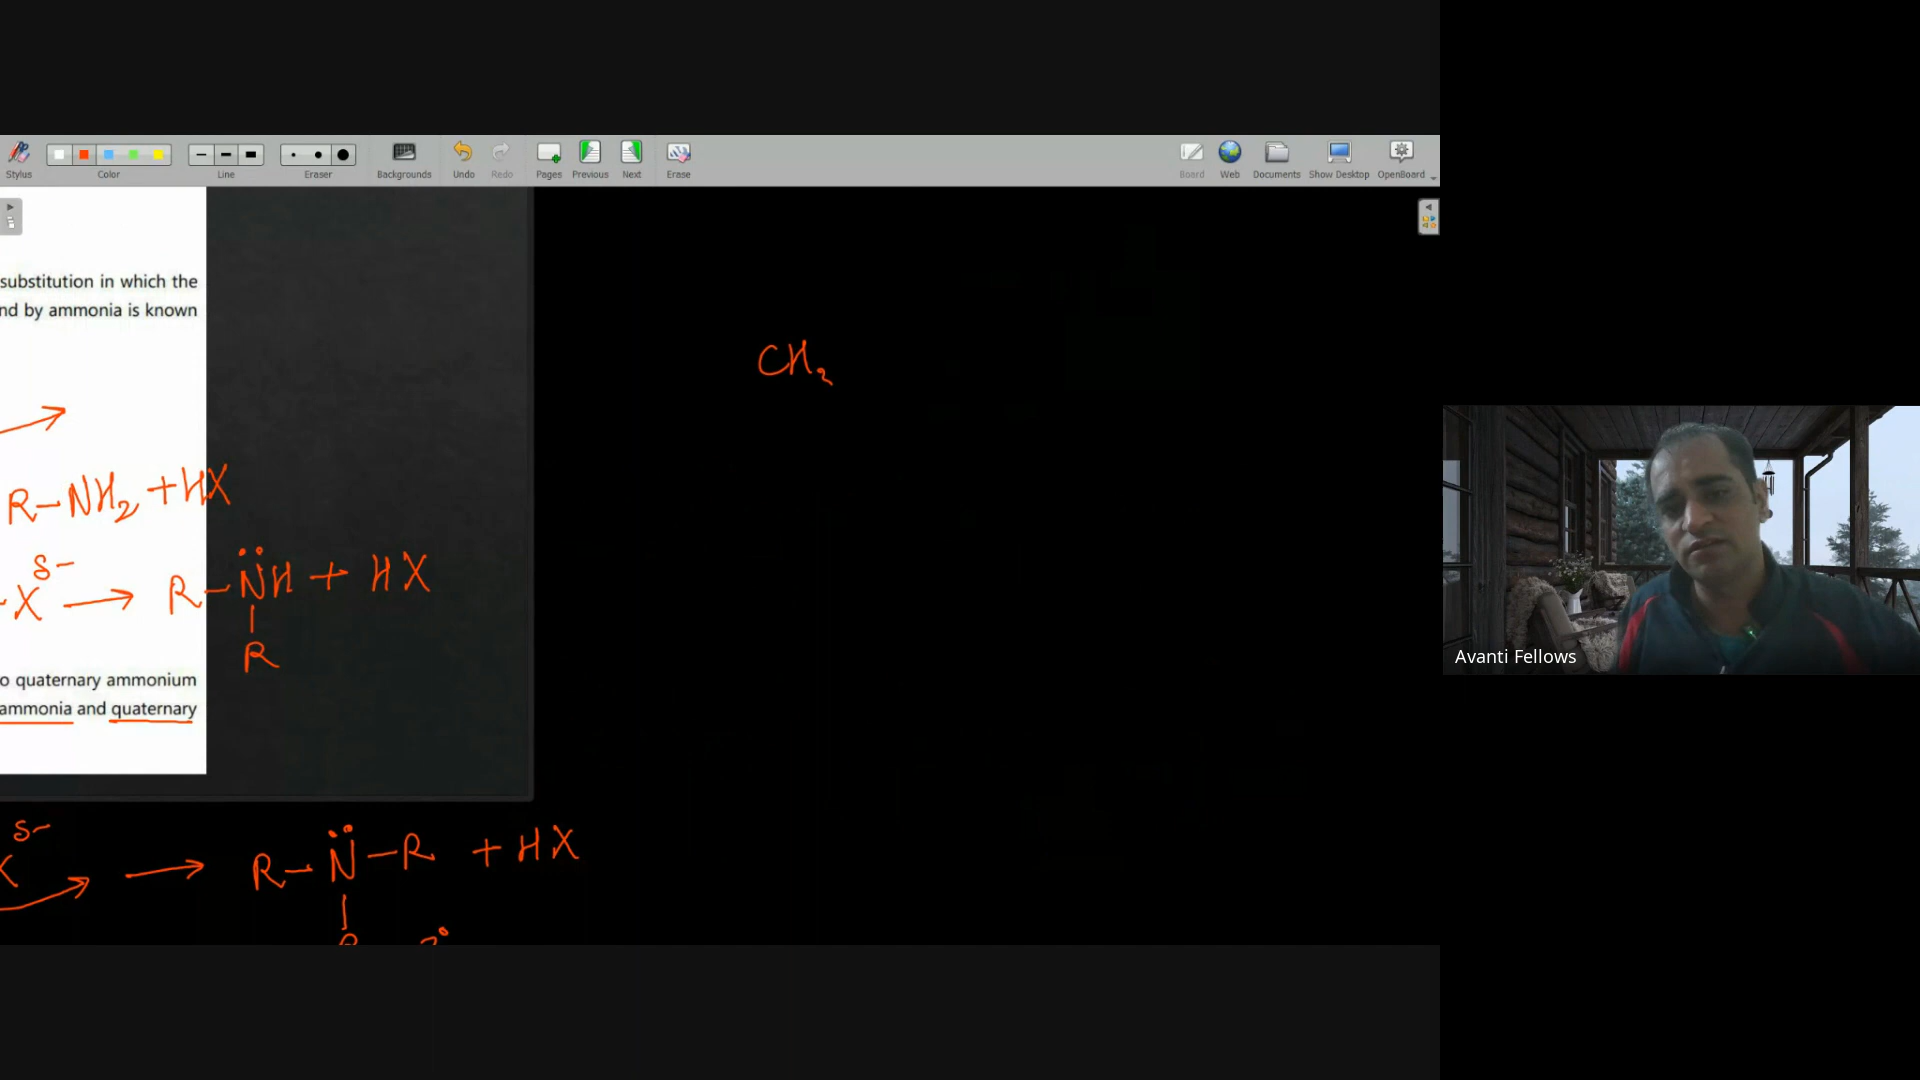 Stylus Color Line Eraser Backgrounds Undo Redo Pages Previous Next Erase Board Web Documents Show Desktop OpenBoard
substitution in which the
nd by ammonia is known
CH₃
R-NH₂ + HX
δ-
-X → R-N̈H + HX
|
R
o quaternary ammonium
ammonia and quaternary
δ-
X → R-N̈-R + HX
|
R
Avanti Fellows